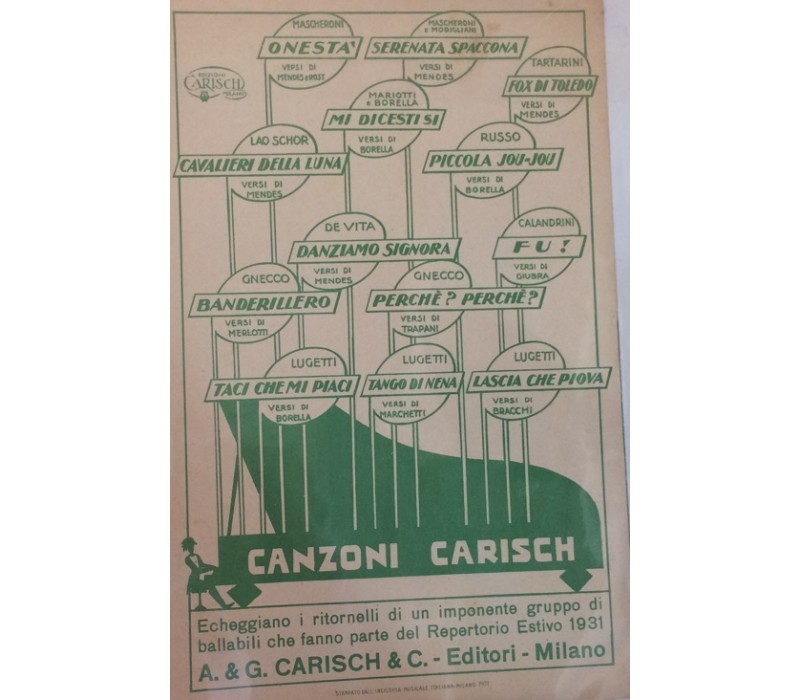 MASCHERONI
ONESTA'
VERSI DI
MENDES e ROST
MASCHERONI
e MODIGLIANI
SERENATA SPACCONA
VERSI DI
MENDES
TARTARINI
FOX DI TOLEDO
VERSI DI
MENDES
EDIZIONI
CARISCH
MILANO
MARIOTTI
e BORELLA
MI DICESTI SI
VERSI DI
BORELLA
LAO SCHOR
CAVALIERI DELLA LUNA
VERSI DI
MENDES
RUSSO
PICCOLA JOU-JOU
VERSI DI
BORELLA
DE VITA
DANZIAMO SIGNORA
VERSI DI
MENDES
CALANDRINI
FU!
VERSI DI
GIUBRA
GNECCO
BANDERILLERO
VERSI DI
MERLOTTI
GNECCO
PERCHÈ? PERCHÈ?
VERSI DI
TRAPANI
LUGETTI
TACI CHE MI PIACI
VERSI DI
BORELLA
LUGETTI
TANGO DI NENA
VERSI DI
MARCHETTI
LUGETTI
LASCIA CHE PIOVA
VERSI DI
BRACCHI
CANZONI CARISCH
Echeggiano i ritornelli di un imponente gruppo di
ballabili che fanno parte del Repertorio Estivo 1931
A. & G. CARISCH & C. - Editori - Milano